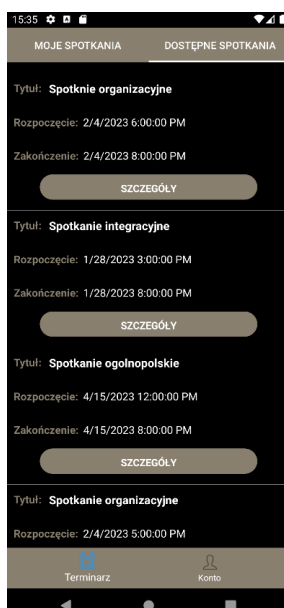 15:35
MOJE SPOTKANIA DOSTĘPNE SPOTKANIA
Tytuł: Spotknie organizacyjne
Rozpoczęcie: 2/4/2023 6:00:00 PM
Zakończenie: 2/4/2023 8:00:00 PM
SZCZEGÓŁY
Tytuł: Spotkanie integracyjne
Rozpoczęcie: 1/28/2023 3:00:00 PM
Zakończenie: 1/28/2023 8:00:00 PM
SZCZEGÓŁY
Tytuł: Spotkanie ogolnopolskie
Rozpoczęcie: 4/15/2023 12:00:00 PM
Zakończenie: 4/15/2023 8:00:00 PM
SZCZEGÓŁY
Tytuł: Spotkanie organizacyjne
Rozpoczęcie: 2/4/2023 5:00:00 PM
Terminarz Konto